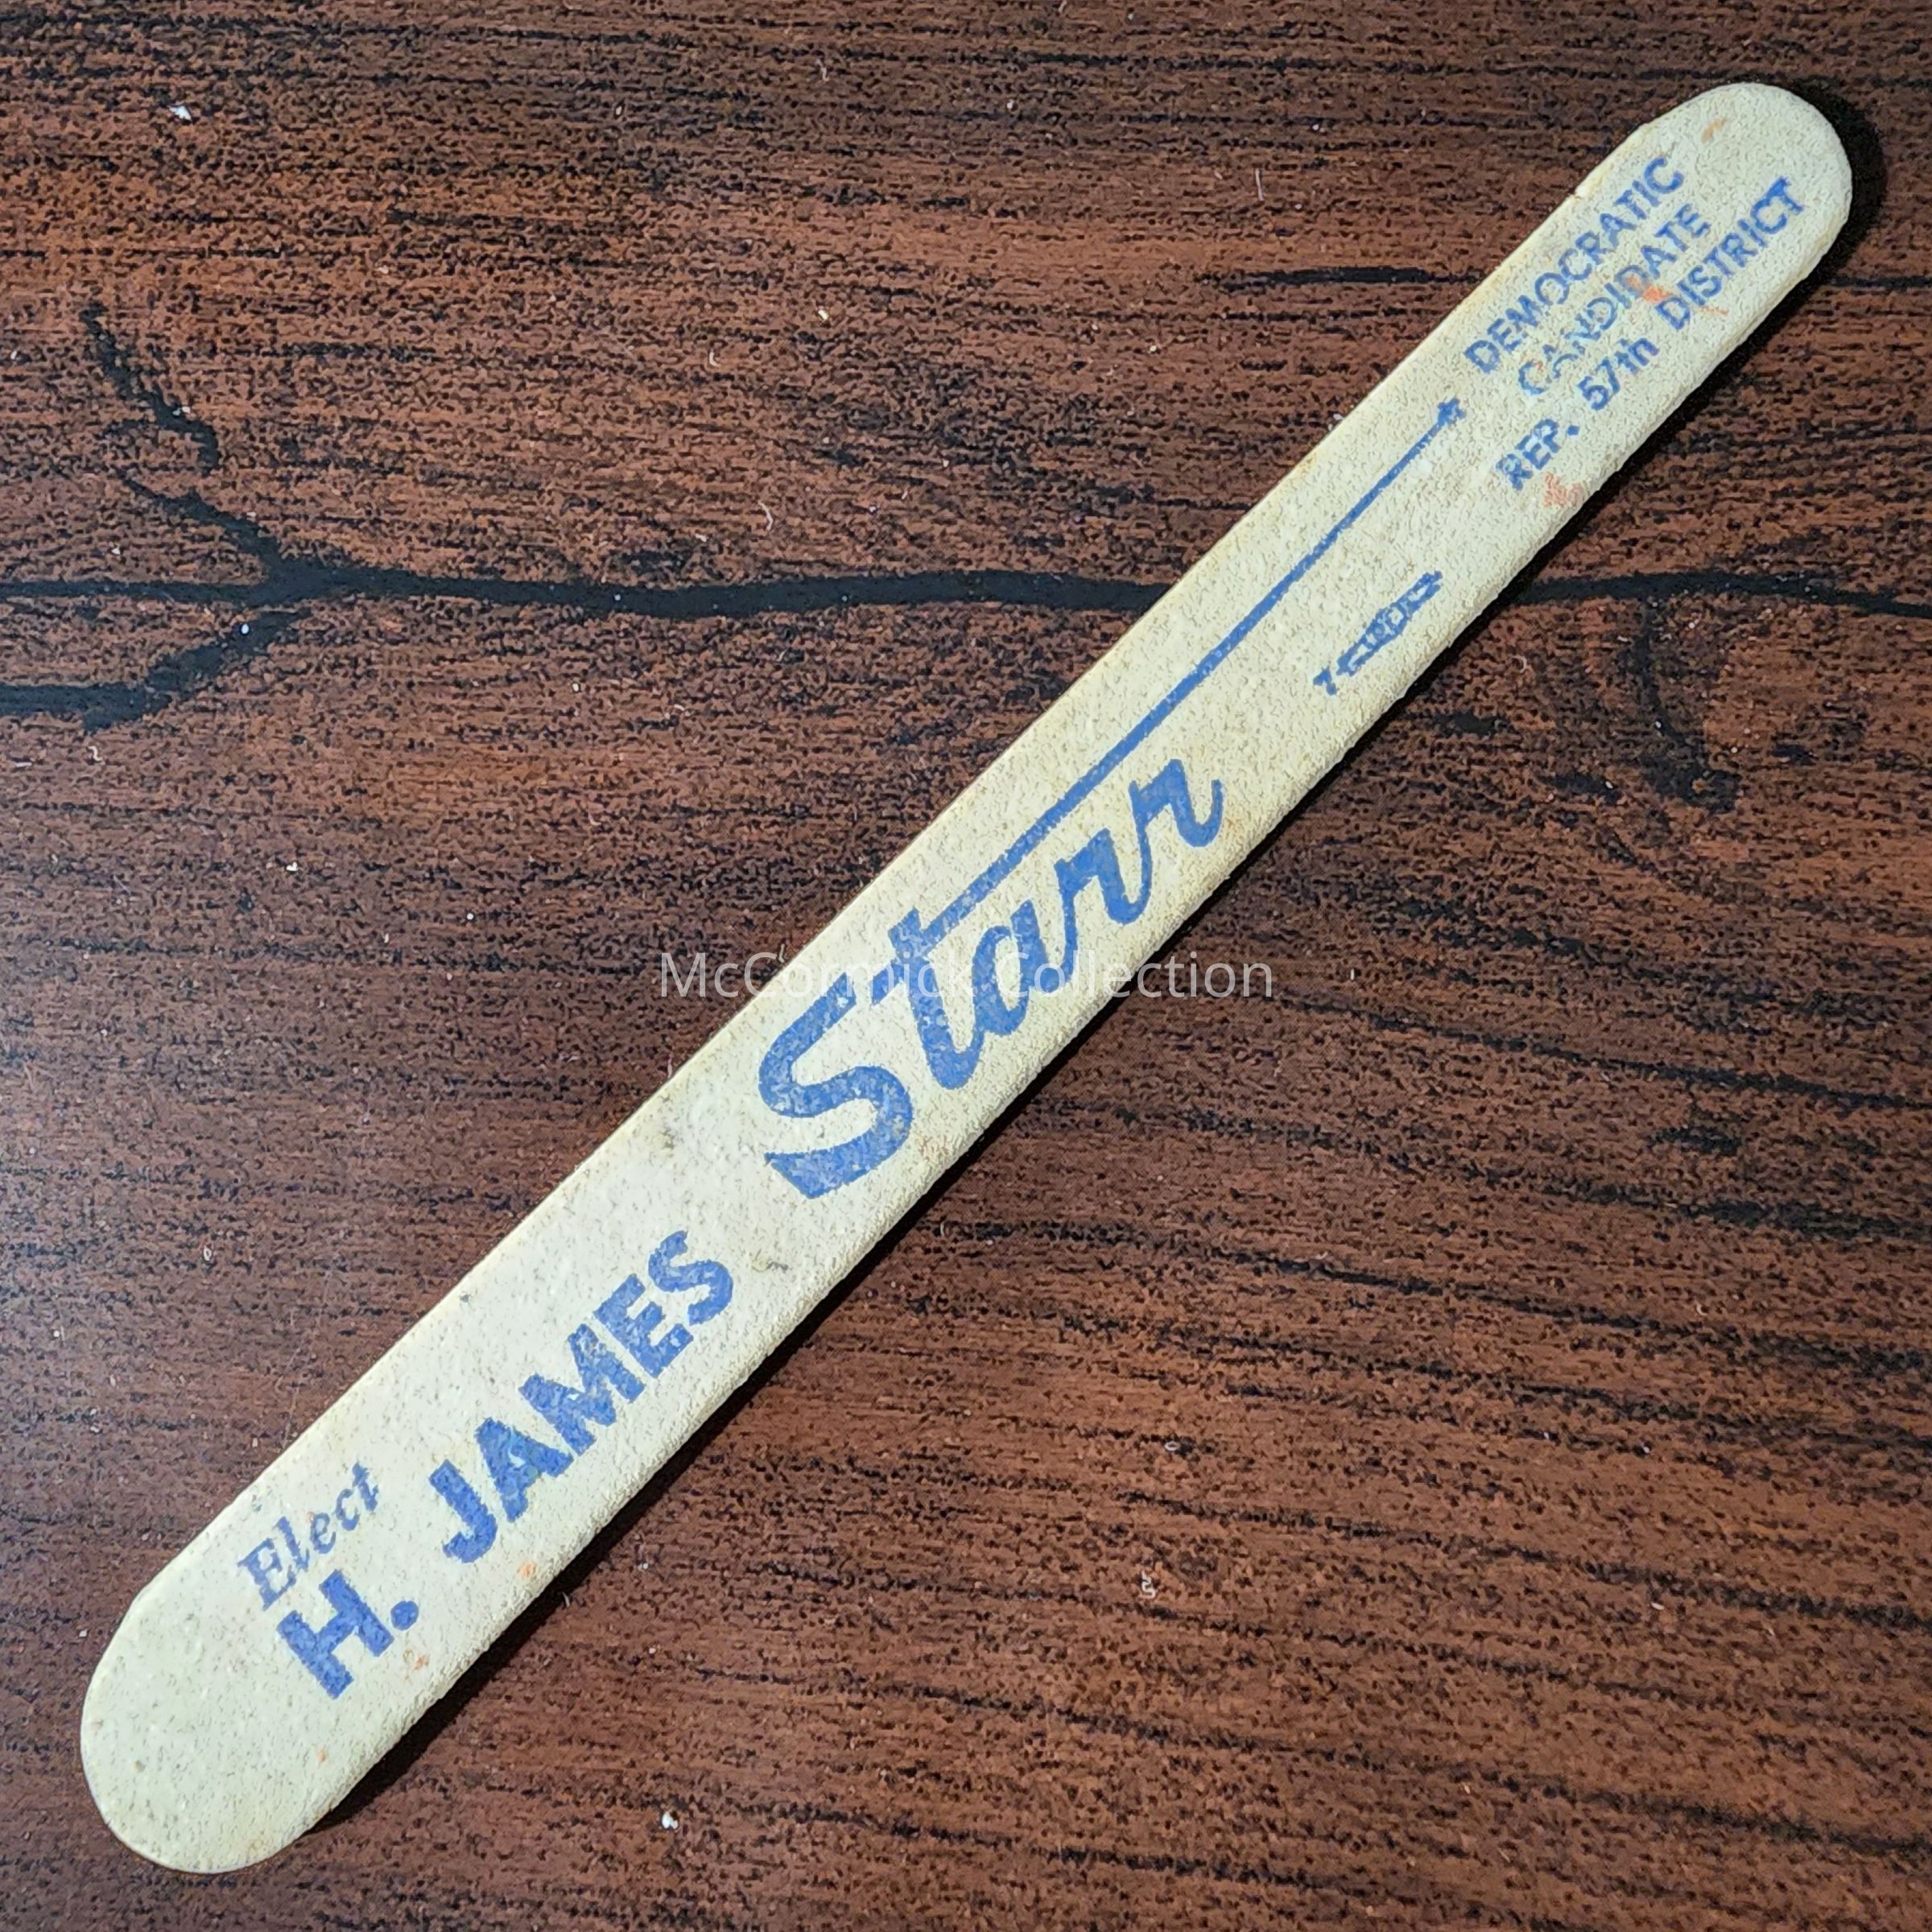 Elect
H. JAMES Starr
DEMOCRATIC
CANDIDATE
REP. 57th DISTRICT
McCormick Collection